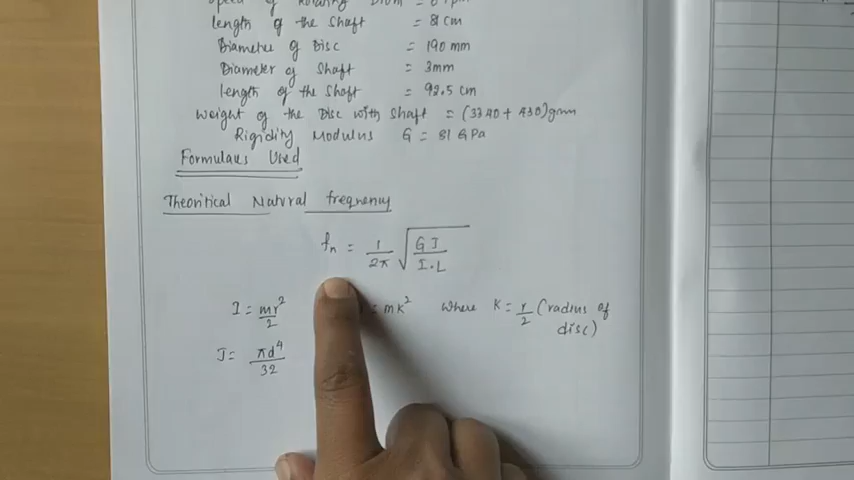 length of the shaft = 81 cm
Diameter of Disc = 190 mm
Diameter of Shaft = 3mm
length of the Shaft = 92.5 cm
Weight of the Disc with Shaft = (3340 + 430)gram
Rigidity Modulus G = 81 GPa
Formulaes Used
Theoritical Natural frequency
fn = 1/2π √(GJ/I.L)
I = mr²/2 = mk² where K = r/2 (radius of disc)
J = πd⁴/32